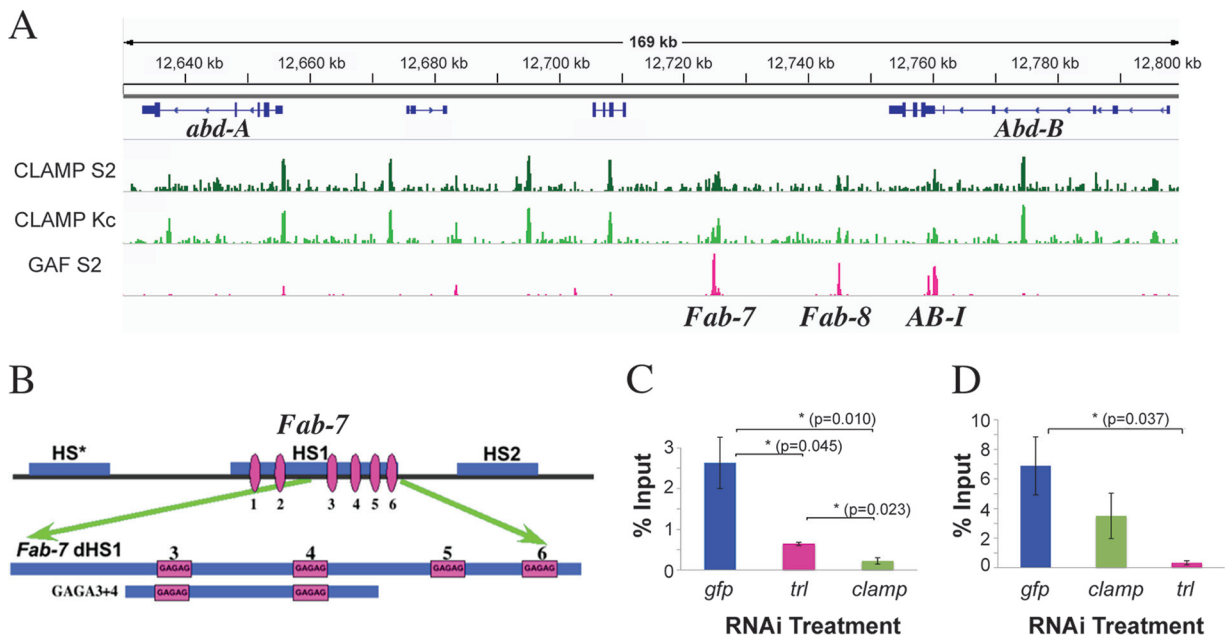 A
169 kb
12,640 kb 12,660 kb 12,680 kb 12,700 kb 12,720 kb 12,740 kb 12,760 kb 12,780 kb 12,800 kb
abd-A Abd-B
CLAMP S2
CLAMP Kc
GAF S2
Fab-7 Fab-8 AB-I
B
Fab-7
HS* HS1 HS2
1 2 3 4 5 6
Fab-7 dHS1 3 4 5 6
GAGAG GAGAG GAGAG GAGAG
GAGA3+4 GAGAG GAGAG
C
* (p=0.010)
* (p=0.045)
* (p=0.023)
% Input
3
2
1
0
gfp trl clamp
RNAi Treatment
D
* (p=0.037)
% Input
10
8
6
4
2
0
gfp clamp trl
RNAi Treatment